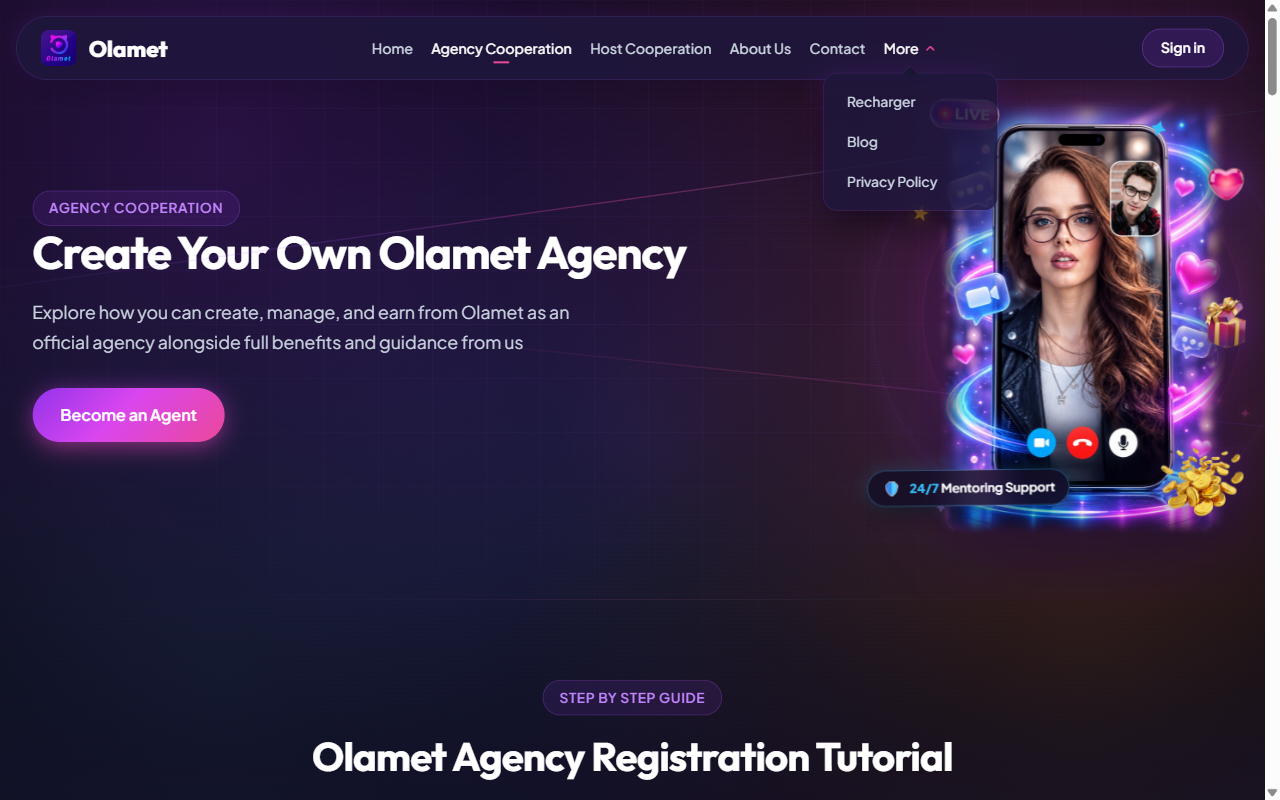 Olamet
Olamet
Home
Agency Cooperation
Host Cooperation
About Us
Contact
More
Sign in
Recharger
Blog
Privacy Policy
LIVE
AGENCY COOPERATION
Create Your Own Olamet Agency
Explore how you can create, manage, and earn from Olamet as an
official agency alongside full benefits and guidance from us
Become an Agent
24/7 Mentoring Support
STEP BY STEP GUIDE
Olamet Agency Registration Tutorial